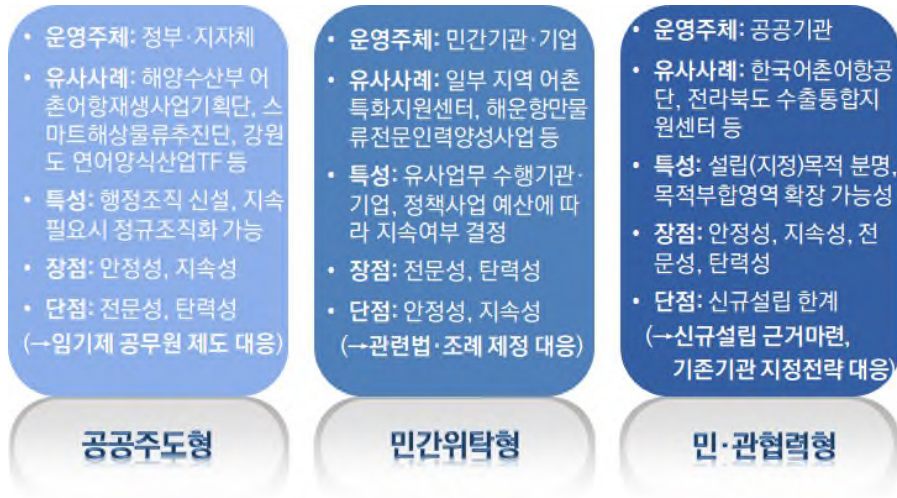 • 운영주체: 정부·지자체
• 유사사례: 해양수산부 어
촌어항재생사업기획단, 스
마트해상물류추진단, 강원
도 연어양식산업TF 등
• 특성: 행정조직 신설, 지속
필요시 정규조직화 가능
• 장점: 안정성, 지속성
• 단점: 전문성, 탄력성
(→임기제 공무원 제도 대응)
공공주도형
• 운영주체: 민간기관·기업
• 유사사례: 일부 지역 어촌
특화지원센터, 해운항만물
류전문인력양성사업 등
• 특성: 유사업무 수행기관·
기업, 정책사업 예산에 따
라 지속여부 결정
• 장점: 전문성, 탄력성
• 단점: 안정성, 지속성
(→관련법·조례 제정 대응)
민간위탁형
• 운영주체: 공공기관
• 유사사례: 한국어촌어항공
단, 전라북도 수출통합지
원센터 등
• 특성: 설립(지정)목적 분명,
목적부합영역 확장 가능성
• 장점: 안정성, 지속성, 전
문성, 탄력성
• 단점: 신규설립 한계
(→신규설립 근거마련,
기존기관 지정전략 대응)
민·관협력형